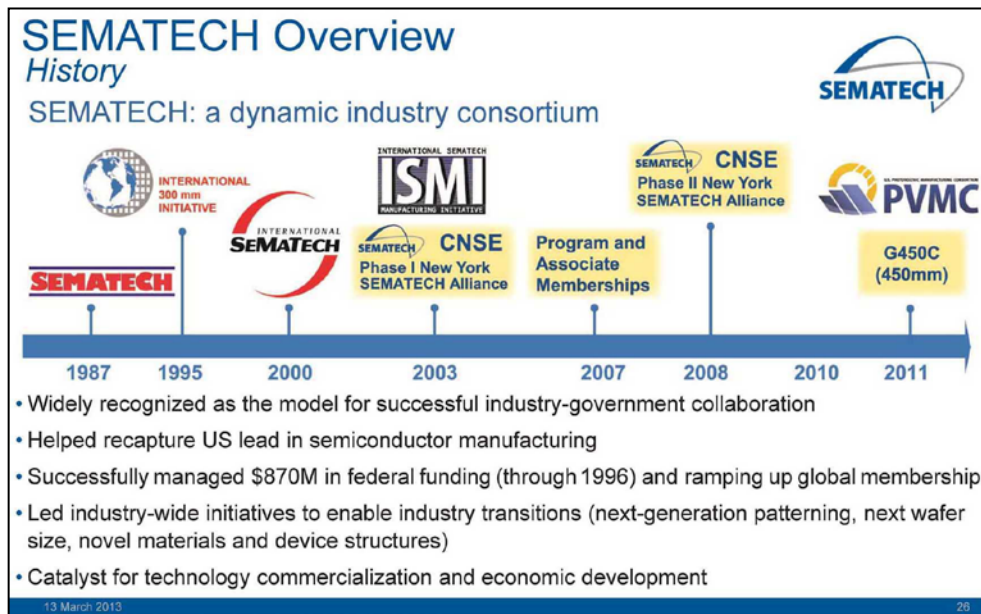 SEMATECH Overview
History
SEMATECH: a dynamic industry consortium
SEMATECH
INTERNATIONAL
300 mm
INITIATIVE
INTERNATIONAL
SEMATECH
INTERNATIONAL SEMATECH
ISMI
MANUFACTURING INITIATIVE
SEMATECH CNSE
Phase I New York
SEMATECH Alliance
Program and
Associate
Memberships
SEMATECH CNSE
Phase II New York
SEMATECH Alliance
U.S. PHOTOVOLTAIC MANUFACTURING CONSORTIUM
PVMC
G450C
(450mm)
SEMATECH
1987 1995 2000 2003 2007 2008 2010 2011
• Widely recognized as the model for successful industry-government collaboration
• Helped recapture US lead in semiconductor manufacturing
• Successfully managed $870M in federal funding (through 1996) and ramping up global membership
• Led industry-wide initiatives to enable industry transitions (next-generation patterning, next wafer
size, novel materials and device structures)
• Catalyst for technology commercialization and economic development
13 March 2013
26